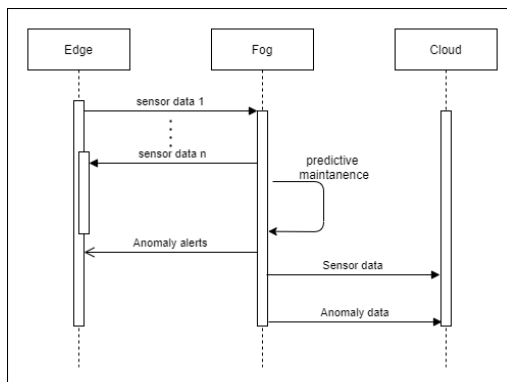 Edge
Fog
Cloud
sensor data 1
sensor data n
predictive
maintanence
Anomaly alerts
Sensor data
Anomaly data